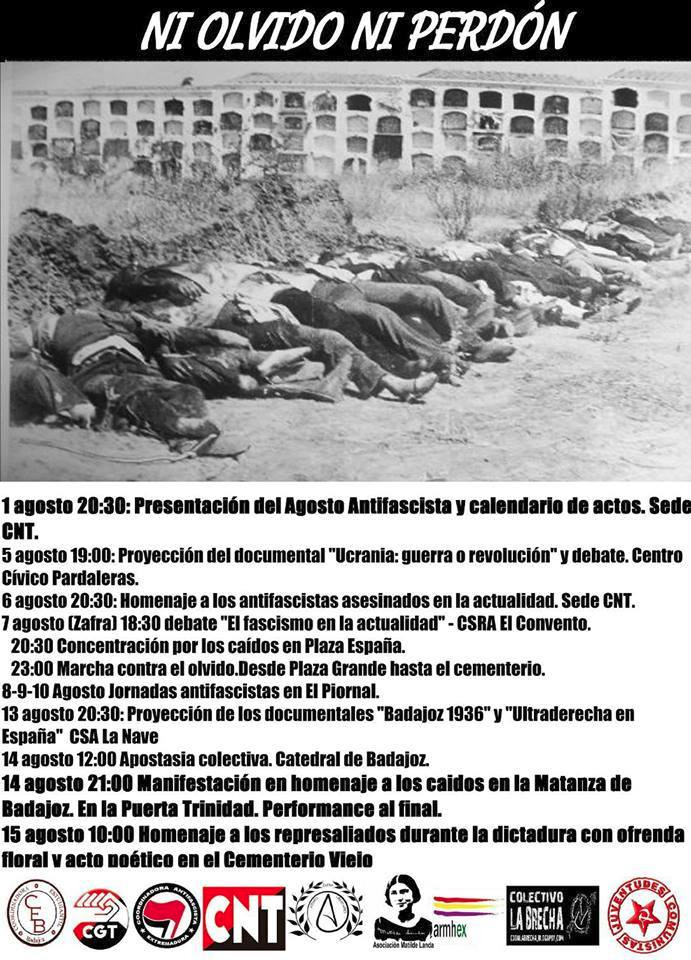 NI OLVIDO NI PERDÓN
1 agosto 20:30: Presentación del Agosto Antifascista y calendario de actos. Sede
CNT.
5 agosto 19:00: Proyección del documental "Ucrania: guerra o revolución" y debate. Centro
Cívico Pardaleras.
6 agosto 20:30: Homenaje a los antifascistas asesinados en la actualidad. Sede CNT.
7 agosto (Zafra) 18:30 debate "El fascismo en la actualidad" - CSRA El Convento.
20:30 Concentración por los caídos en Plaza España.
23:00 Marcha contra el olvido.Desde Plaza Grande hasta el cementerio.
8-9-10 Agosto Jornadas antifascistas en El Piornal.
13 agosto 20:30: Proyección de los documentales "Badajoz 1936" y "Ultraderecha en
España" CSA La Nave
14 agosto 12:00 Apostasia colectiva. Catedral de Badajoz.
14 agosto 21:00 Manifestación en homenaje a los caidos en la Matanza de
Badajoz. En la Puerta Trinidad. Performance al final.
15 agosto 10:00 Homenaje a los represaliados durante la dictadura con ofrenda
floral y acto poético en el Cementerio Viejo
COORDINADORA ESTUDIANTIL
CEB
Badajoz
CGT
COORDINADORA ANTIFASCISTA
EXTREMADURA
CNT
A
Asociación Matilde Landa
armhex
COLECTIVO
LA BRECHA
JUVENTUDES COMUNISTAS